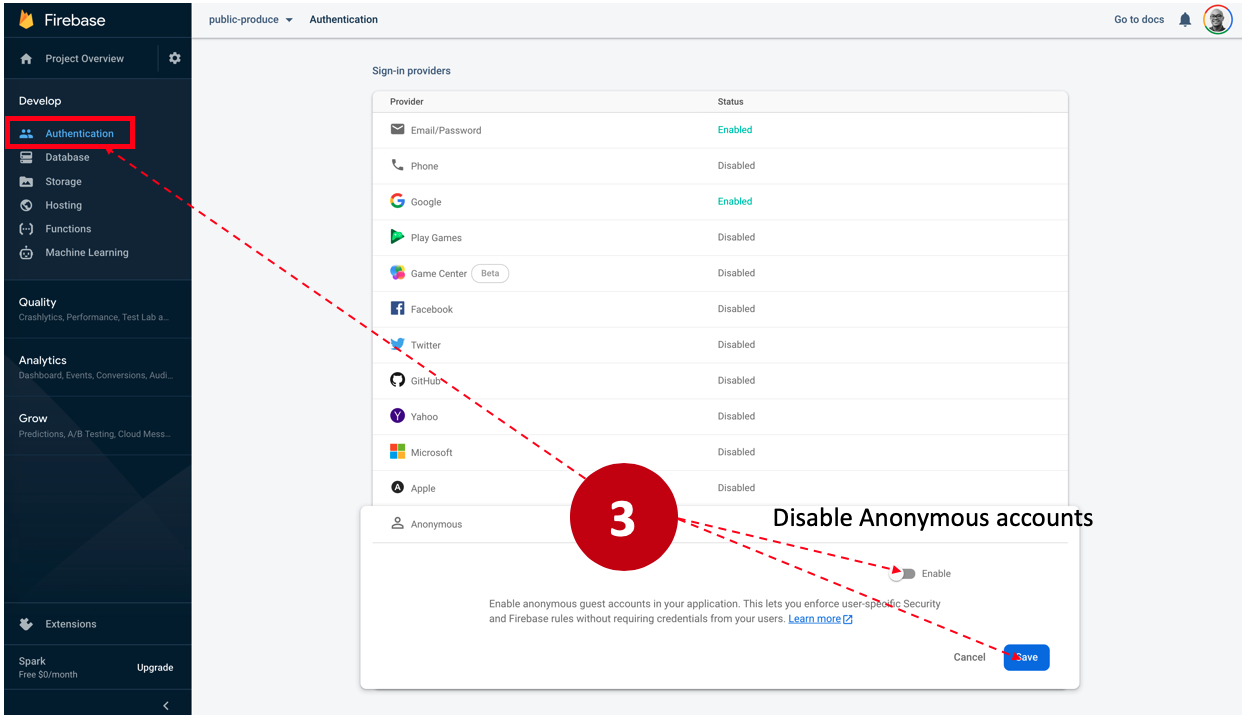 Firebase
public-produce
Authentication
Go to docs
Project Overview
Develop
Authentication
Database
Storage
Hosting
Functions
Machine Learning
Quality
Crashlytics, Performance, Test Lab a...
Analytics
Dashboard, Events, Conversions, Audi...
Grow
Predictions, A/B Testing, Cloud Mess...
Extensions
Spark
Free $0/month
Upgrade
Sign-in providers
Provider Status
Email/Password Enabled
Phone Disabled
Google Enabled
Play Games Disabled
Game Center Beta Disabled
Facebook Disabled
Twitter Disabled
GitHub Disabled
Yahoo Disabled
Microsoft Disabled
Apple Disabled
Anonymous
3
Disable Anonymous accounts
Enable
Enable anonymous guest accounts in your application. This lets you enforce user-specific Security
and Firebase rules without requiring credentials from your users. Learn more
Cancel Save